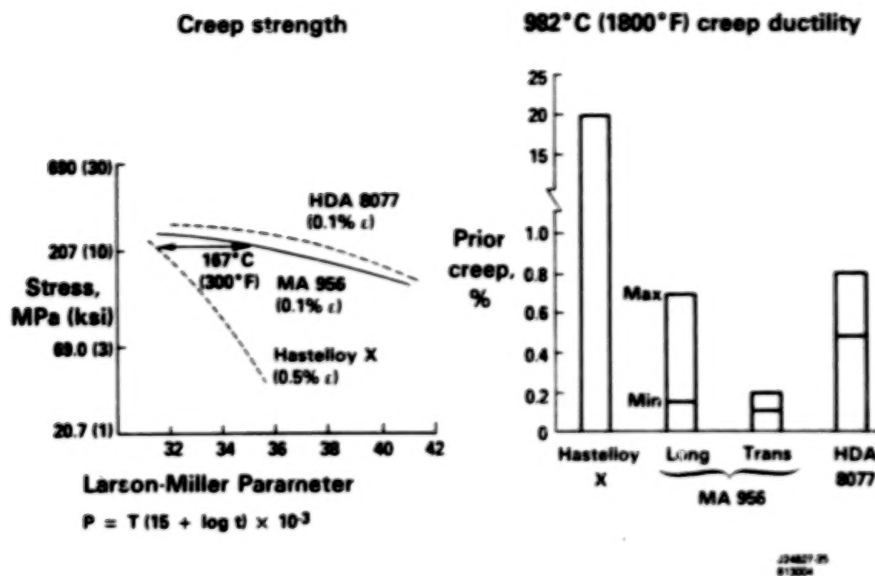 Creep strength
690 (30)
207 (10)
Stress,
MPa (ksi)
69.0 (3)
20.7 (1)
HDA 8077
(0.1% ε)
167°C
(300°F)
MA 956
(0.1% ε)
Hastelloy X
(0.5% ε)
32 34 36 38 40 42
Larson-Miller Parameter
P = T (15 + log t) × 10-3
982°C (1800°F) creep ductility
25
20
15
Prior
creep,
%
1.0
0.8
0.6
0.4
0.2
0
Max
Min
Hastelloy
X
Long Trans
MA 956
HDA
8077